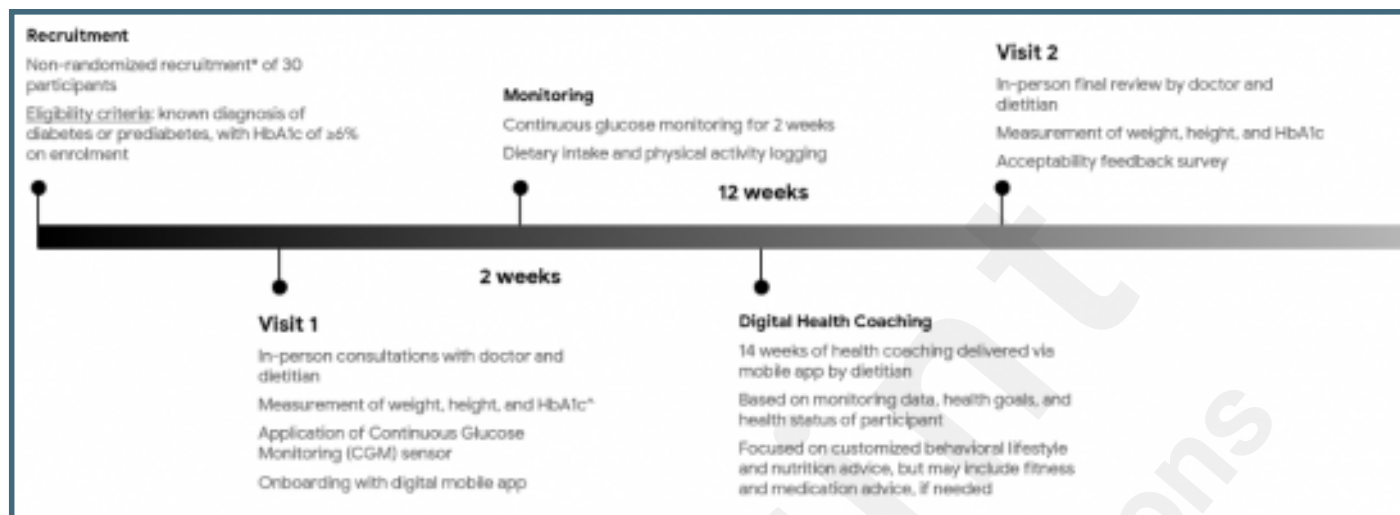 Recruitment
Non-randomized recruitment* of 30
participants
Eligibility criteria: known diagnosis of
diabetes or prediabetes, with HbA1c of ≥6%
on enrolment
Monitoring
Continuous glucose monitoring for 2 weeks
Dietary intake and physical activity logging
Visit 2
In-person final review by doctor and
dietitian
Measurement of weight, height, and HbA1c
Acceptability feedback survey
12 weeks
2 weeks
Visit 1
In-person consultations with doctor and
dietitian
Measurement of weight, height, and HbA1c^
Application of Continuous Glucose
Monitoring (CGM) sensor
Onboarding with digital mobile app
Digital Health Coaching
14 weeks of health coaching delivered via
mobile app by dietitian
Based on monitoring data, health goals, and
health status of participant
Focused on customized behavioral lifestyle
and nutrition advice, but may include fitness
and medication advice, if needed
int
ons